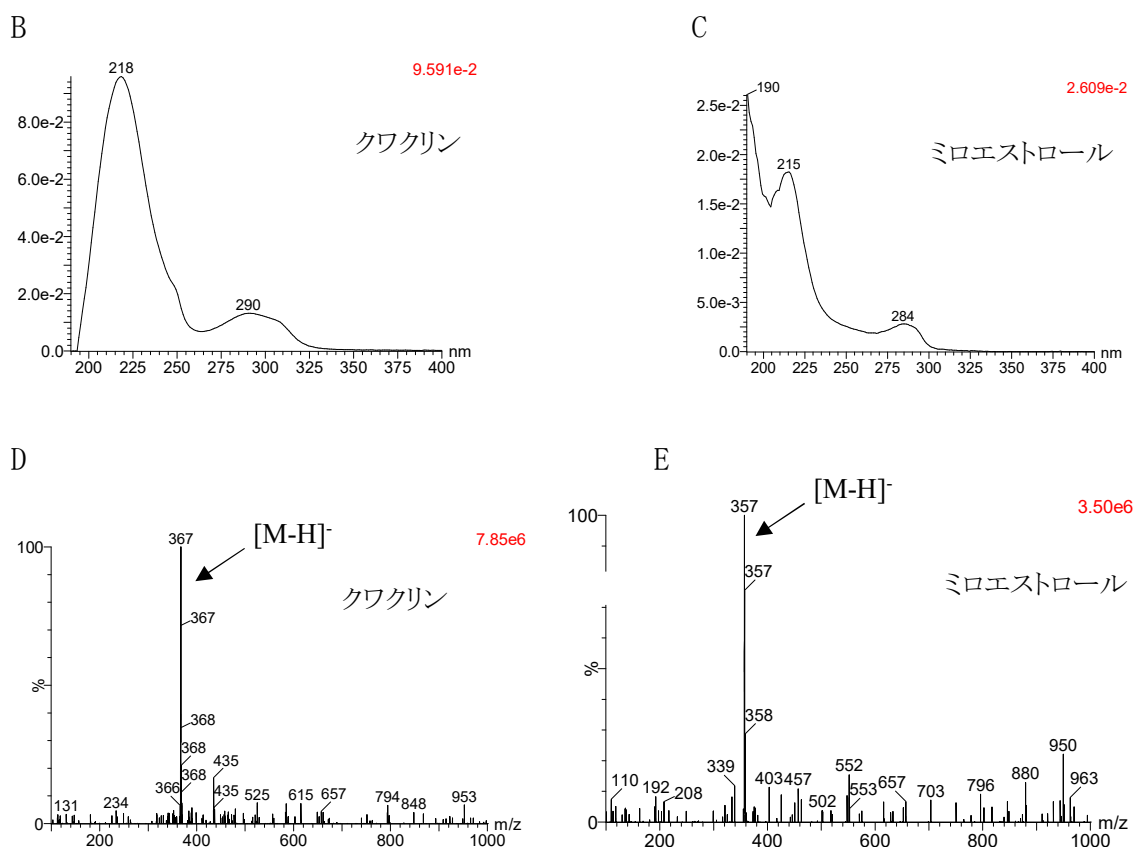 B
218
9.591e-2
クワクリン
8.0e-2
6.0e-2
4.0e-2
2.0e-2
0.0
290
nm
200 225 250 275 300 325 350 375 400
C
190
2.609e-2
ミロエストロール
2.5e-2
2.0e-2
1.5e-2
1.0e-2
5.0e-3
0.0
215
284
nm
200 225 250 275 300 325 350 375 400
D
[M-H]-
7.85e6
クワクリン
100
%
0
367
367
368
368
368
366
435
435
131
234
525
615
657
794
848
953
m/z
200 400 600 800 1000
E
[M-H]-
3.50e6
ミロエストロール
100
%
0
357
357
358
339
110
192
208
403
457
502
552
553
657
703
796
880
950
963
m/z
200 400 600 800 1000